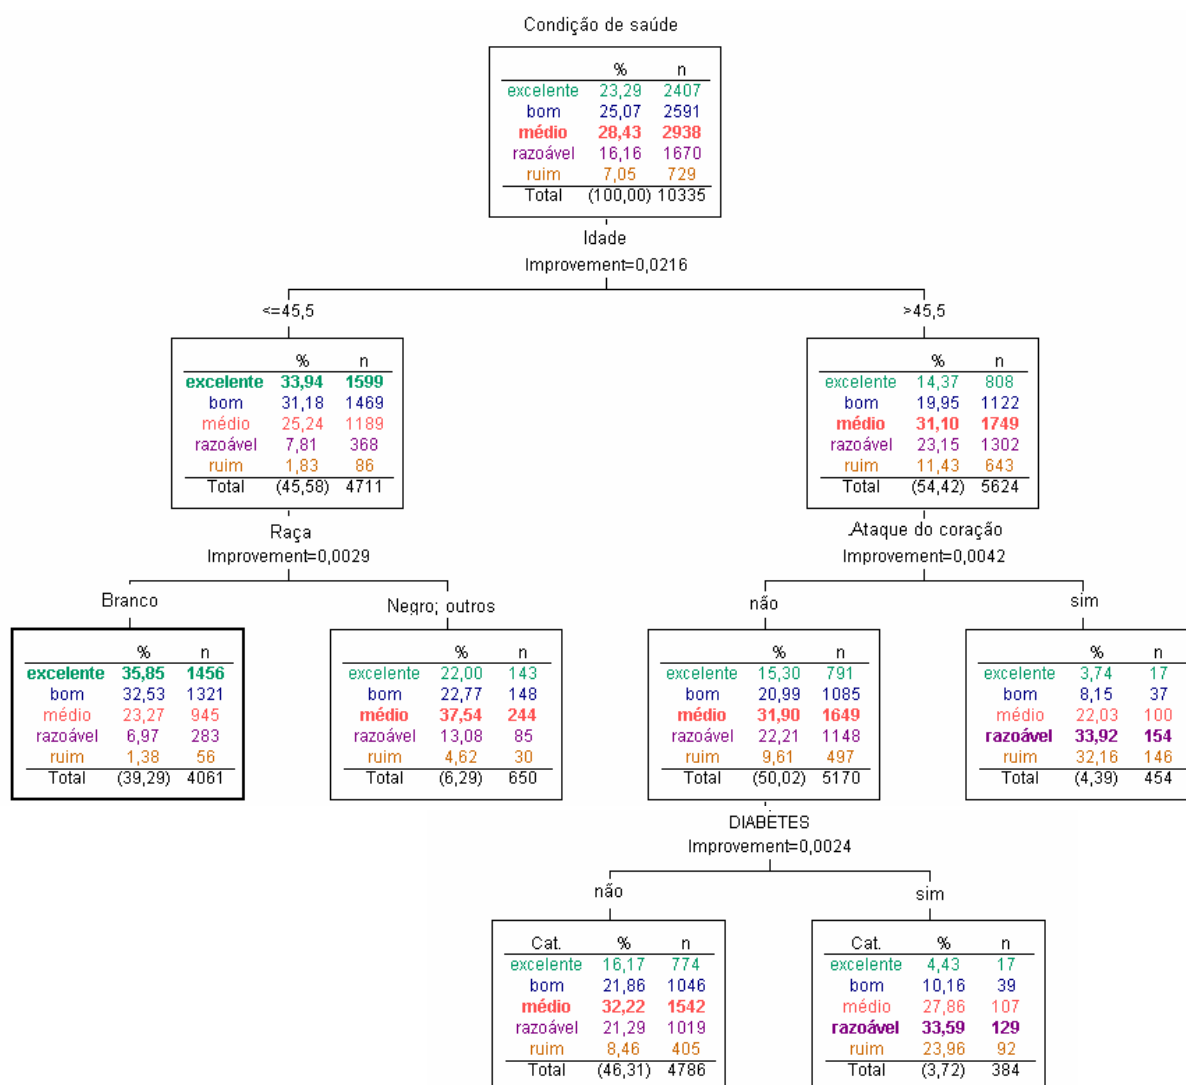 Condição de saúde
% n
excelente 23,29 2407
bom 25,07 2591
médio 28,43 2938
razoável 16,16 1670
ruim 7,05 729
Total (100,00) 10335
Idade
Improvement=0,0216
<=45,5
>45,5
% n
excelente 33,94 1599
bom 31,18 1469
médio 25,24 1189
razoável 7,81 368
ruim 1,83 86
Total (45,58) 4711
% n
excelente 14,37 808
bom 19,95 1122
médio 31,10 1749
razoável 23,15 1302
ruim 11,43 643
Total (54,42) 5624
Raça
Improvement=0,0029
Ataque do coração
Improvement=0,0042
Branco
Negro; outros
não
sim
% n
excelente 35,85 1456
bom 32,53 1321
médio 23,27 945
razoável 6,97 283
ruim 1,38 56
Total (39,29) 4061
% n
excelente 22,00 143
bom 22,77 148
médio 37,54 244
razoável 13,08 85
ruim 4,62 30
Total (6,29) 650
% n
excelente 15,30 791
bom 20,99 1085
médio 31,90 1649
razoável 22,21 1148
ruim 9,61 497
Total (50,02) 5170
% n
excelente 3,74 17
bom 8,15 37
médio 22,03 100
razoável 33,92 154
ruim 32,16 146
Total (4,39) 454
DIABETES
Improvement=0,0024
não
sim
Cat. % n
excelente 16,17 774
bom 21,86 1046
médio 32,22 1542
razoável 21,29 1019
ruim 8,46 405
Total (46,31) 4786
Cat. % n
excelente 4,43 17
bom 10,16 39
médio 27,86 107
razoável 33,59 129
ruim 23,96 92
Total (3,72) 384